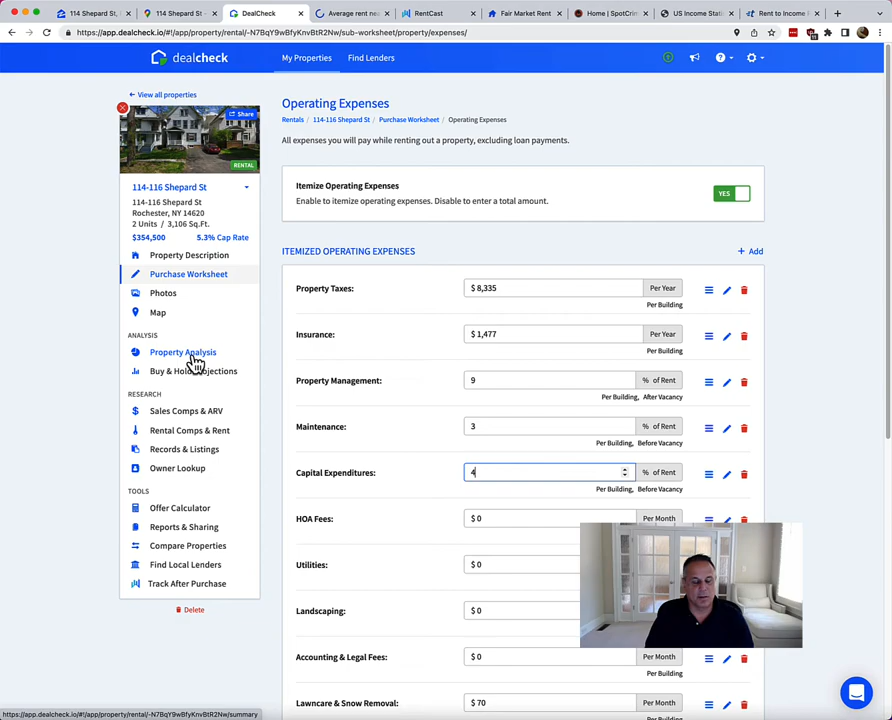 114 Shepard St,
114 Shepard St —
DealCheck
Average rent nea
RentCast
Fair Market Rent
Home | SpotCrim
US Income Stati
Rent to Income
dealcheck.io/#!/app/property/rental/-N7BqY9byFKnvBtrW2Nw/sub-worksheet/property/expenses/
dealcheck
My Properties
Find Lenders
View all properties
Share
RENTAL
114-116 Shepard St
114-116 Shepard St
Rochester, NY 14620
2 Units / 3,106 Sq.Ft.
$354,500
5.3% Cap Rate
Property Description
Purchase Worksheet
Photos
Map
ANALYSIS
Property Analysis
Buy & Hold Projections
RESEARCH
Sales Comps & ARV
Rental Comps & Rent
Records & Listings
Owner Lookup
TOOLS
Offer Calculator
Reports & Sharing
Compare Properties
Find Local Lenders
Track After Purchase
Delete
Operating Expenses
Rentals / 114-116 Shepard St / Purchase Worksheet / Operating Expenses
All expenses you will pay while renting out a property, excluding loan payments.
Itemize Operating Expenses
Enable to itemize operating expenses. Disable to enter a total amount.
YES
ITEMIZED OPERATING EXPENSES
+ Add
Property Taxes: $ 8,335 Per Year
Per Building
Insurance: $ 1,477 Per Year
Per Building
Property Management: 9 % of Rent
Per Building, After Vacancy
Maintenance: 3 % of Rent
Per Building, Before Vacancy
Capital Expenditures: 4 % of Rent
Per Building, Before Vacancy
HOA Fees: $ 0 Per Month
Utilities: $ 0
Landscaping: $ 0
Accounting & Legal Fees: $ 0 Per Month
Per Building
Lawncare & Snow Removal: $ 70 Per Month
https://app.dealcheck.io/#!/app/property/rental/-N7BqY9byFKnvBtrW2Nw/summary